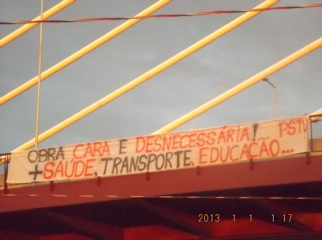 OBRA CARA E DESNECESSÁRIA! PSTU
+ SAÚDE, TRANSPORTE, EDUCAÇÃO...
2013 1 1 1 17